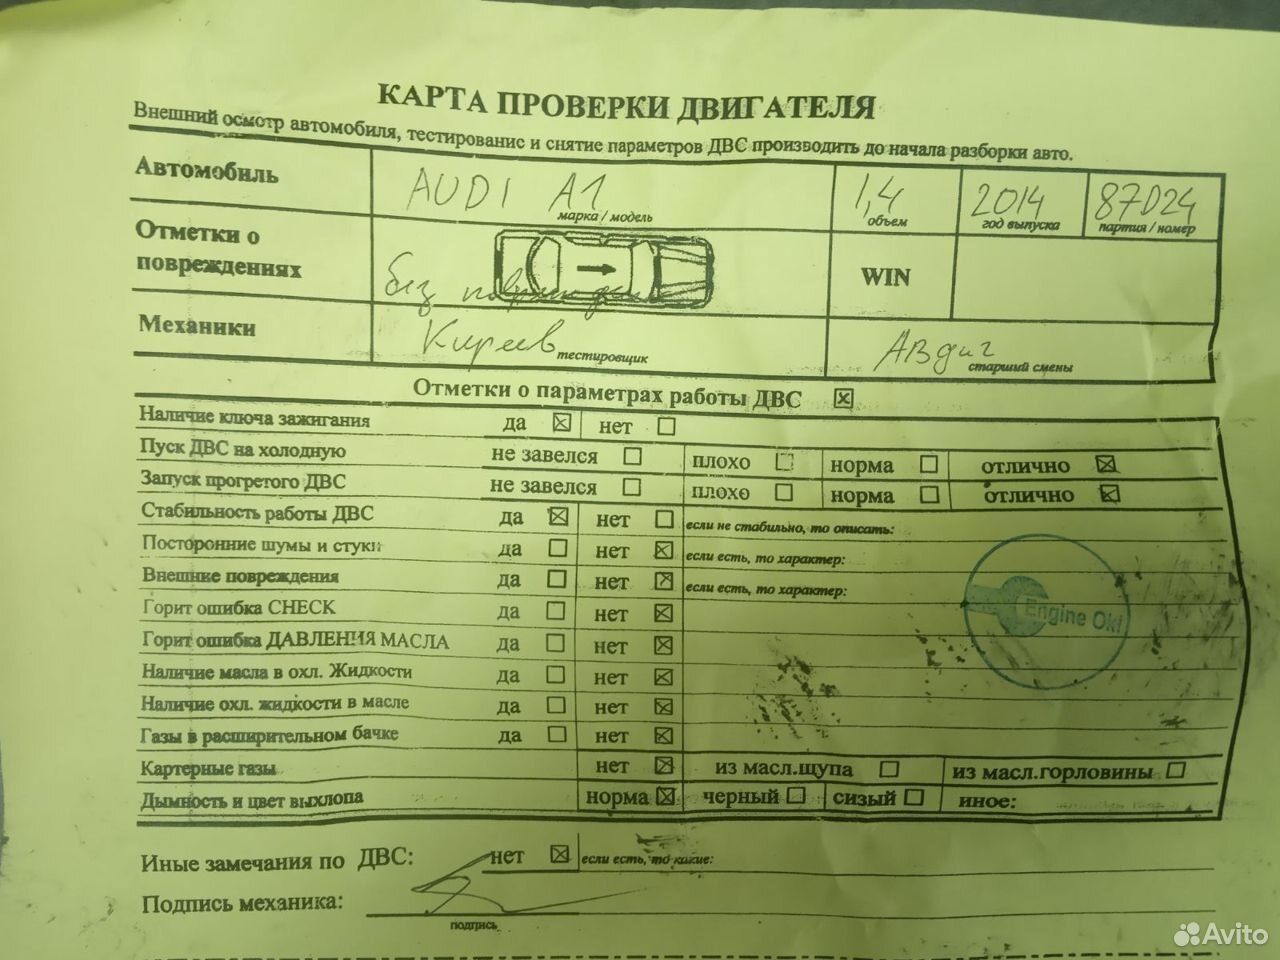 КАРТА ПРОВЕРКИ ДВИГАТЕЛЯ
Внешний осмотр автомобиля, тестирование и снятие параметров ДВС производить до начала разборки авто.
Автомобиль AUDI A1 1,4 2014 87D24
марка / модель объем год выпуска партия / номер
Отметки о
повреждениях без WIN
Механики Киреев тестировщик старший смены
Отметки о параметрах работы ДВС
Наличие ключа зажигания да нет
Пуск ДВС на холодную не завелся плохо норма отлично
Запуск прогретого ДВС не завелся плохо норма отлично
Стабильность работы ДВС да нет если не стабильно, то описать:
Посторонние шумы и стуки да нет если есть, то характер:
Внешние повреждения да нет если есть, то характер:
Горит ошибка CHECK да нет
Engine Ok!
Горит ошибка ДАВЛЕНИЯ МАСЛА да нет
Наличие масла в охл. Жидкости да нет
Наличие охл. жидкости в масле да нет
Газы в расширительном бачке да нет
Картерные газы нет из масл.щупа из масл.горловины
Дымность и цвет выхлопа норма черный сизый иное:
Иные замечания по ДВС: нет если есть, то какие:
Подпись механика:
подпись
Avito